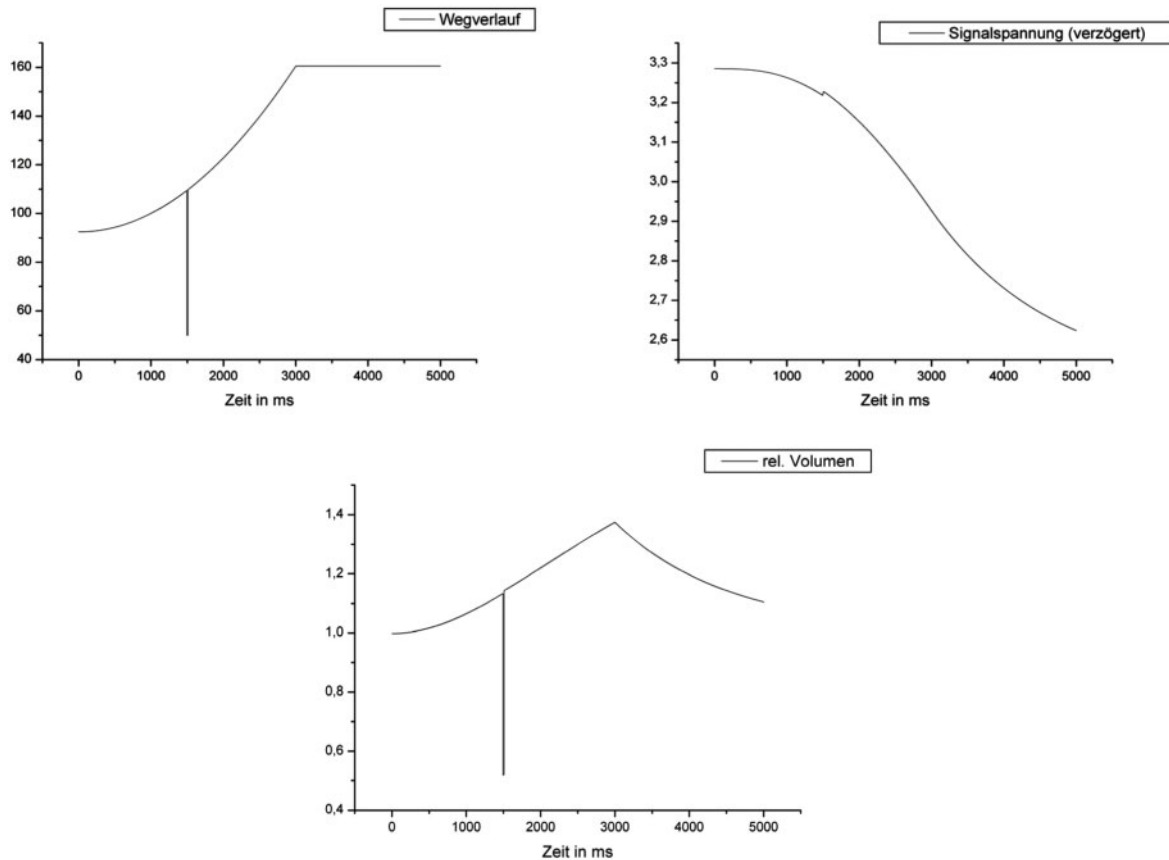 Wegverlauf
160
140
120
100
80
60
40
0 1000 2000 3000 4000 5000
Zeit in ms
Signalspannung (verzögert)
3,3
3,2
3,1
3,0
2,9
2,8
2,7
2,6
0 1000 2000 3000 4000 5000
Zeit in ms
rel. Volumen
1,4
1,2
1,0
0,8
0,6
0,4
0 1000 2000 3000 4000 5000
Zeit in ms